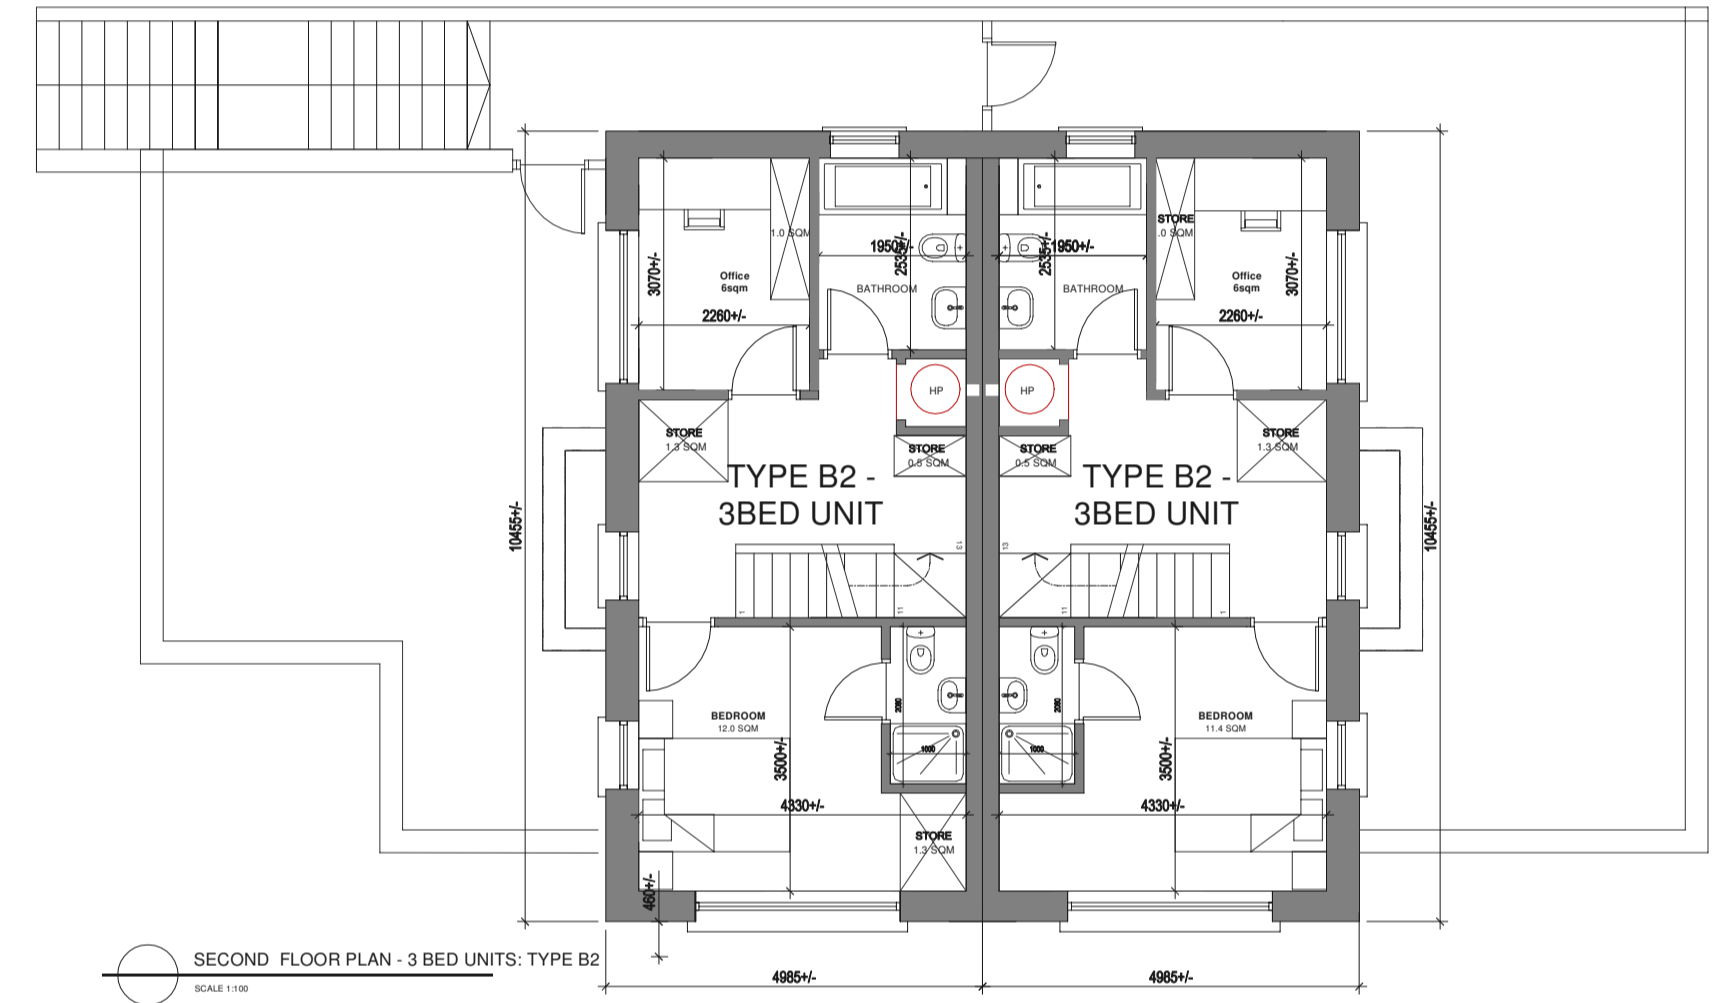 STORE
1.0 SQM
.0 SQM
1950+/-
1950+/-
2535+/-
2535+/-
3070+/-
3070+/-
Office
6sqm
Office
6sqm
BATHROOM
BATHROOM
2260+/-
2260+/-
HP
HP
STORE
1.3 SQM
STORE
1.3 SQM
STORE
0.5 SQM
STORE
0.5 SQM
TYPE B2 -
3BED UNIT
TYPE B2 -
3BED UNIT
10455+/-
10455+/-
13
13
1
11
11
1
BEDROOM
12.0 SQM
BEDROOM
11.4 SQM
2080
2080
1000
1000
3500+/-
3500+/-
4330+/-
4330+/-
STORE
1.3 SQM
460+/-
SECOND FLOOR PLAN - 3 BED UNITS: TYPE B2
SCALE 1:100
4985+/-
4985+/-